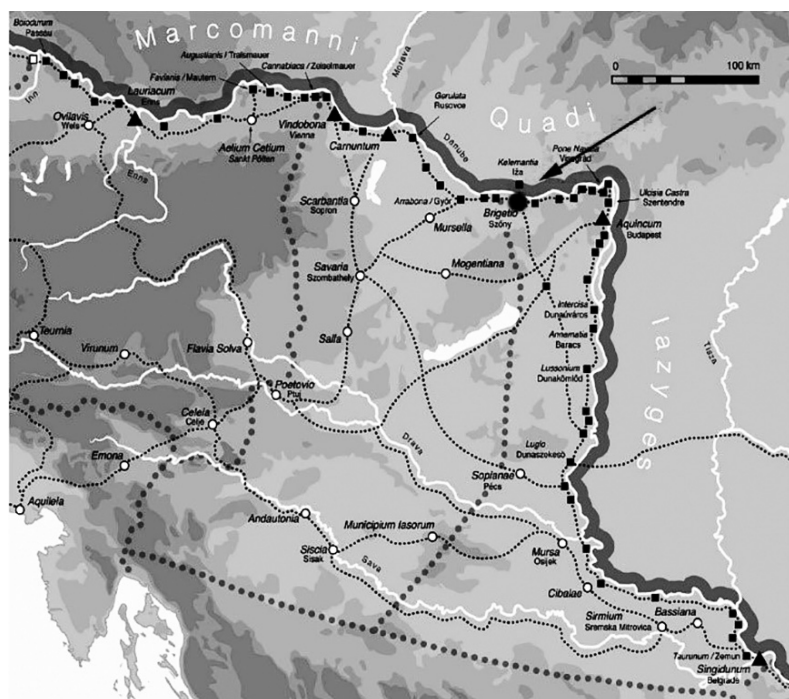 Marcomanni
Boiodurum
Passau
Augustianis / Traismauer
Cannabiaca / Zeiselmauer
Favianis / Mautern
Lauriacum
Enns
Inn
Ovilavis
Wels
Enns
Aelium Cetium
Sankt Pölten
Vindobona
Vienna
Carnuntum
Morava
Gerulata
Rusovce
Danube
Quadi
100 km
Kelemantia
Iža
Pone Navata
Visegrád
Ulcisia Castra
Szentendre
Scarbantia
Sopron
Arrabona / Győr
Mursella
Brigetio
Szőny
Aquincum
Budapest
Savaria
Szombathely
Mogentiana
Intercisa
Dunaújváros
Annamatia
Baracs
Iazyges
Tisza
Teurnia
Virunum
Flavia Solva
Salla
Lussonium
Dunakömlőd
Poetovio
Ptuj
Celeia
Celje
Drava
Lugio
Dunaszekcső
Emona
Sopianae
Pécs
Aquileia
Andautonia
Municipium Iasorum
Siscia
Sisak
Sava
Mursa
Osijek
Cibalae
Sirmium
Sremska Mitrovica
Bassiana
Taurunum / Zemun
Singidunum
Belgrade